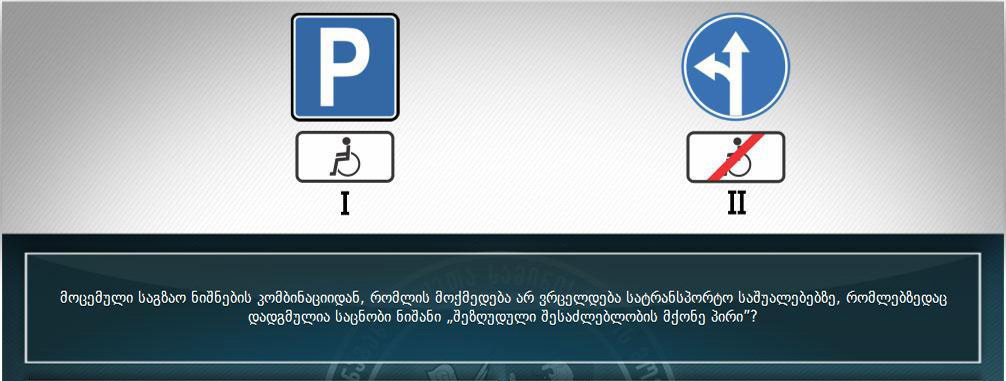 P
I
II
მოცემული საგზაო ნიშნების კომბინაციიდან, რომლის მოქმედება არ ვრცელდება სატრანსპორტო საშუალებებზე, რომლებზედაც
დადგმულია საცნობი ნიშანი „შეზღუდული შესაძლებლობის მქონე პირი”?